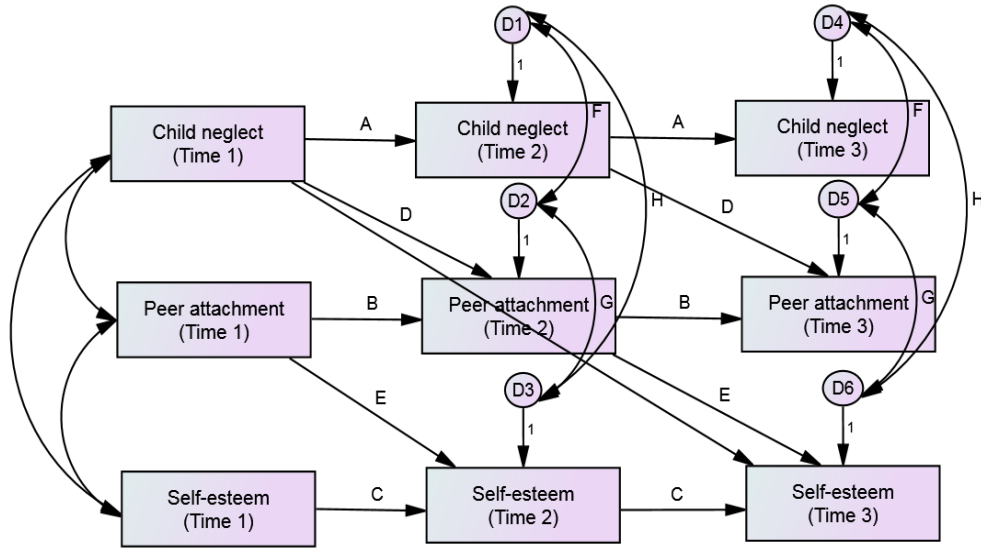 D1
D4
1
1
Child neglect
(Time 1)
A
Child neglect
(Time 2)
F
A
Child neglect
(Time 3)
F
D2
D5
H
H
D
D
1
1
Peer attachment
(Time 1)
B
Peer attachment
(Time 2)
G
B
Peer attachment
(Time 3)
G
E
D3
E
D6
1
1
Self-esteem
(Time 1)
C
Self-esteem
(Time 2)
C
Self-esteem
(Time 3)